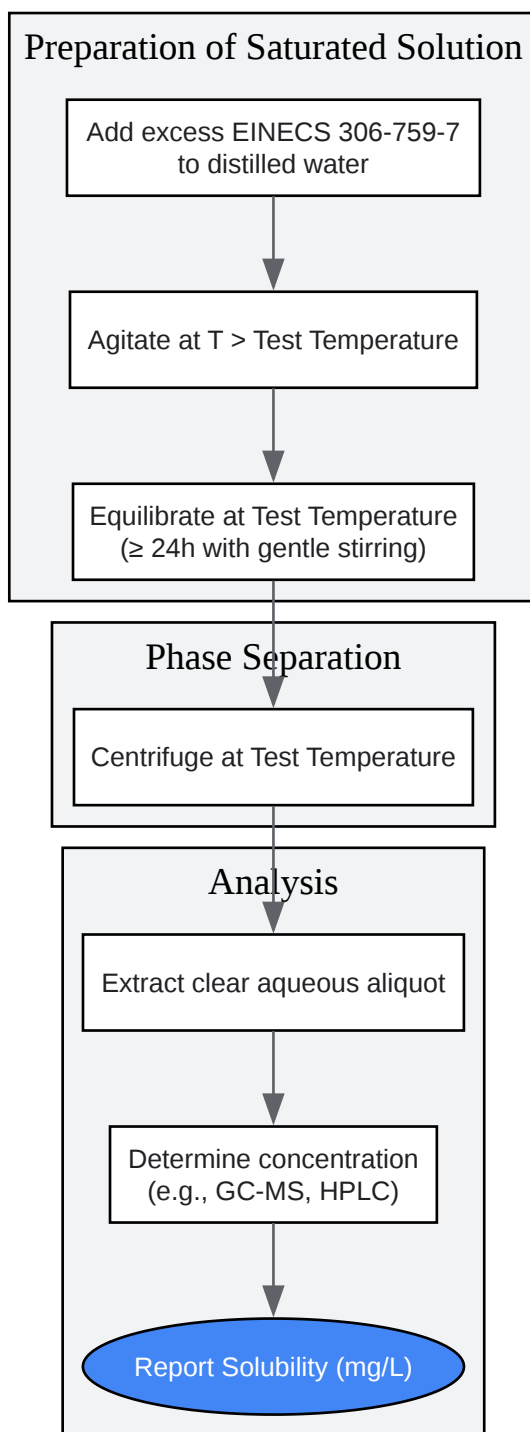 Preparation of Saturated Solution
Add excess EINECS 306-759-7
to distilled water
Agitate at T > Test Temperature
Equilibrate at Test Temperature
(≥ 24h with gentle stirring)
Phase Separation
Centrifuge at Test Temperature
Analysis
Extract clear aqueous aliquot
Determine concentration
(e.g., GC-MS, HPLC)
Report Solubility (mg/L)